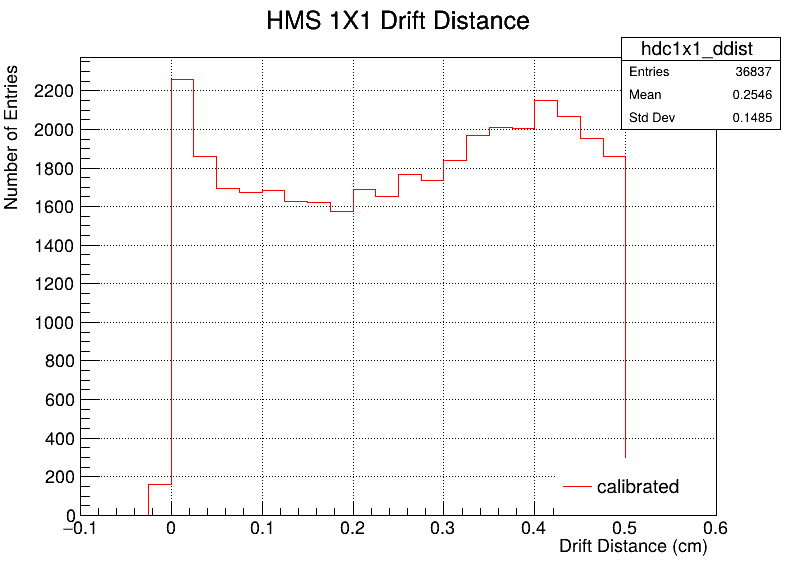 HMS 1X1 Drift Distance
hdc1x1_ddist
Entries 36837
Mean 0.2546
Std Dev 0.1485
Number of Entries
2200
2000
1800
1600
1400
1200
1000
800
600
400
200
0
−0.1 0 0.1 0.2 0.3 0.4 0.5 0.6
calibrated
Drift Distance (cm)